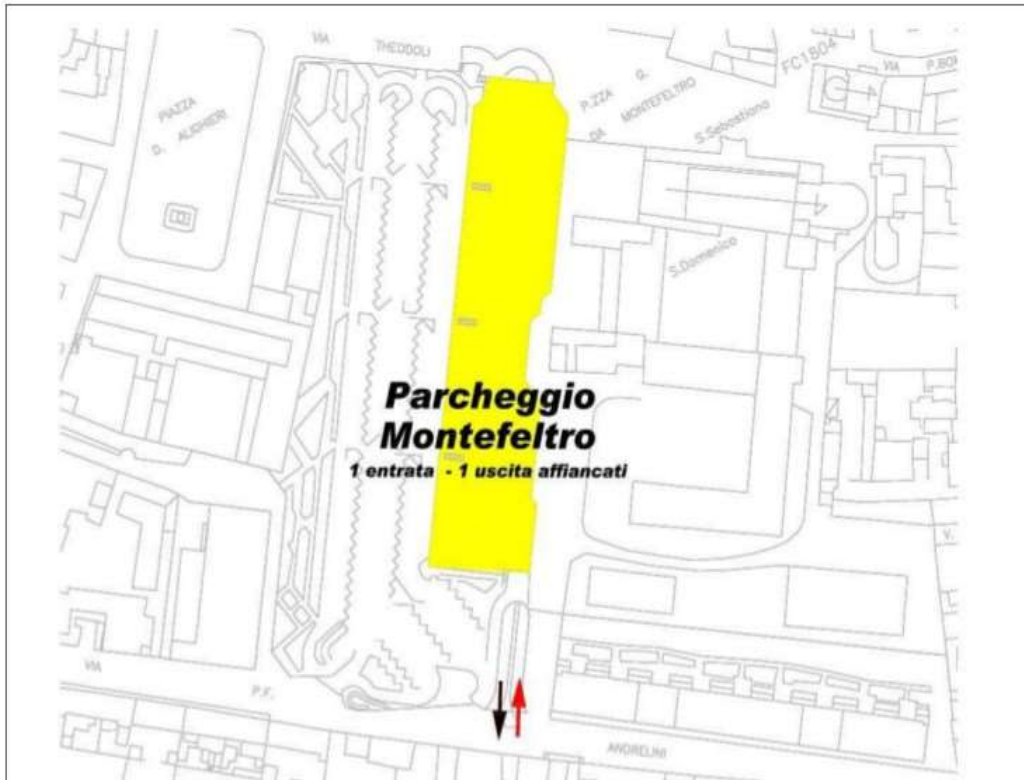 VIA THEODOLI
FC1804
VIA P.BON
PIAZZA
D. ALIGHIERI
P.ZZA G.
DA MONTEFELTRO
S.Sebastiano
S.Domenico
Parcheggio
Montefeltro
1 entrata - 1 uscita affiancati
V.
VIA P.F. ANDRELINI